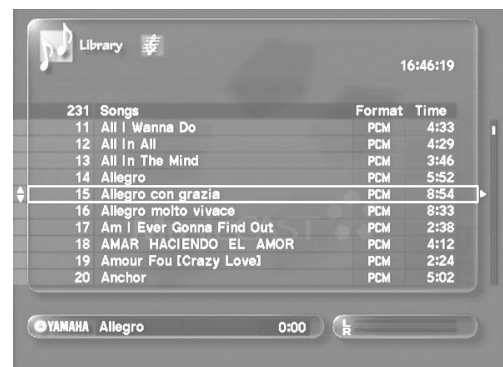 Library
16:46:19
231 Songs Format Time
11 All I Wanna Do PCM 4:33
12 All In All PCM 4:29
13 All In The Mind PCM 3:46
14 Allegro PCM 5:52
15 Allegro con grazia PCM 8:54
16 Allegro molto vivace PCM 8:33
17 Am I Ever Gonna Find Out PCM 2:38
18 AMAR HACIENDO EL AMOR PCM 4:12
19 Amour Fou [Crazy Love] PCM 2:24
20 Anchor PCM 5:02
YAMAHA Allegro 0:00 L
R